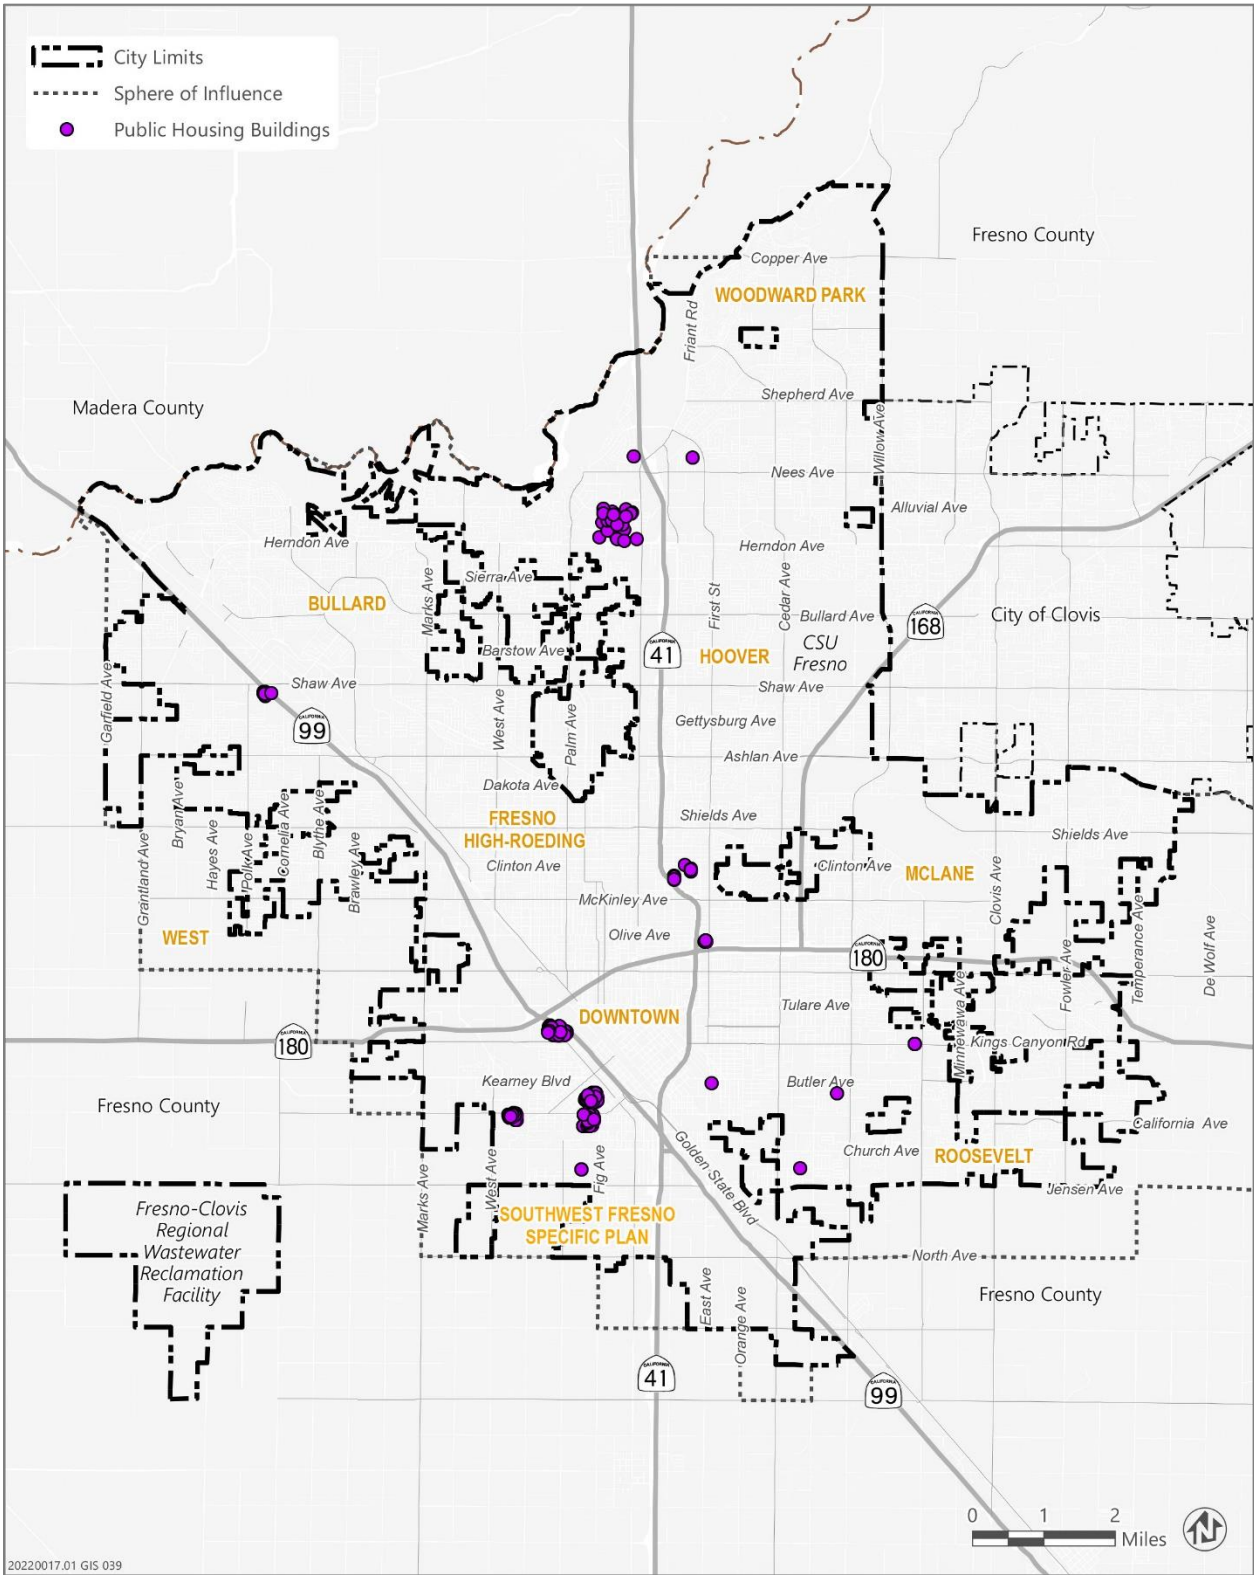 City Limits
Sphere of Influence
Public Housing Buildings
Fresno County
Copper Ave
WOODWARD PARK
Friant Rd
Shepherd Ave
Madera County
Willow Ave
Nees Ave
Alluvial Ave
Herndon Ave
Herndon Ave
Sierra Ave
Marks Ave
BULLARD
First St
Cedar Ave
Bullard Ave
CALIFORNIA
168
City of Clovis
CALIFORNIA
41
HOOVER
CSU
Fresno
Barstow Ave
Garfield Ave
Shaw Ave
Shaw Ave
CALIFORNIA
99
West Ave
Palm Ave
Gettysburg Ave
Ashlan Ave
Dakota Ave
Bryan Ave
Hayes Ave
Polk Ave
Cornelia Ave
Blythe Ave
Brawley Ave
Grantland Ave
FRESNO
HIGH-ROEDING
Shields Ave
Shields Ave
Clinton Ave
Clinton Ave
MCLANE
Clovis Ave
McKinley Ave
WEST
Olive Ave
CALIFORNIA
180
Fowler Ave
Temperance Ave
De Wolf Ave
Minnewawa Ave
Tulare Ave
DOWNTOWN
CALIFORNIA
180
Kings Canyon Rd
Kearney Blvd
Butler Ave
Fresno County
California Ave
Golden State Blvd
Church Ave
ROOSEVELT
Marks Ave
West Ave
Fig Ave
Jensen Ave
Fresno-Clovis
Regional
Wastewater
Reclamation
Facility
SOUTHWEST FRESNO
SPECIFIC PLAN
North Ave
East Ave
Orange Ave
Fresno County
CALIFORNIA
41
CALIFORNIA
99
0 1 2
Miles
N
20220017.01 GIS 039